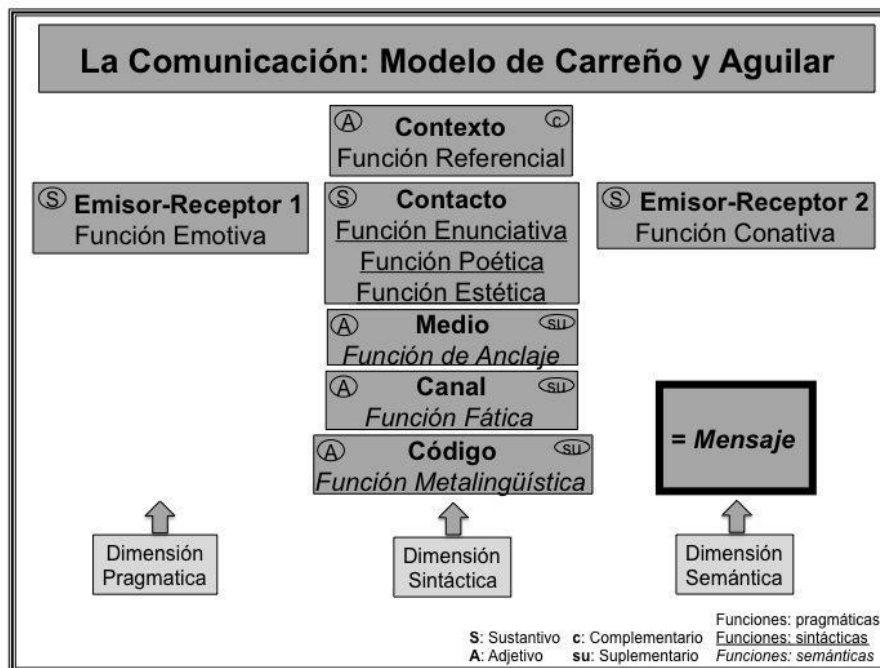 La Comunicación: Modelo de Carreño y Aguilar
A Contexto c
Función Referencial
S Emisor-Receptor 1
Función Emotiva
S Contacto
Función Enunciativa
Función Poética
Función Estética
S Emisor-Receptor 2
Función Conativa
A Medio su
Función de Anclaje
A Canal su
Función Fática
A Código su
Función Metalingüística
= Mensaje
Dimensión
Pragmatica
Dimensión
Sintáctica
Dimensión
Semántica
S: Sustantivo c: Complementario
A: Adjetivo su: Suplementario
Funciones: pragmáticas
Funciones: sintácticas
Funciones: semánticas